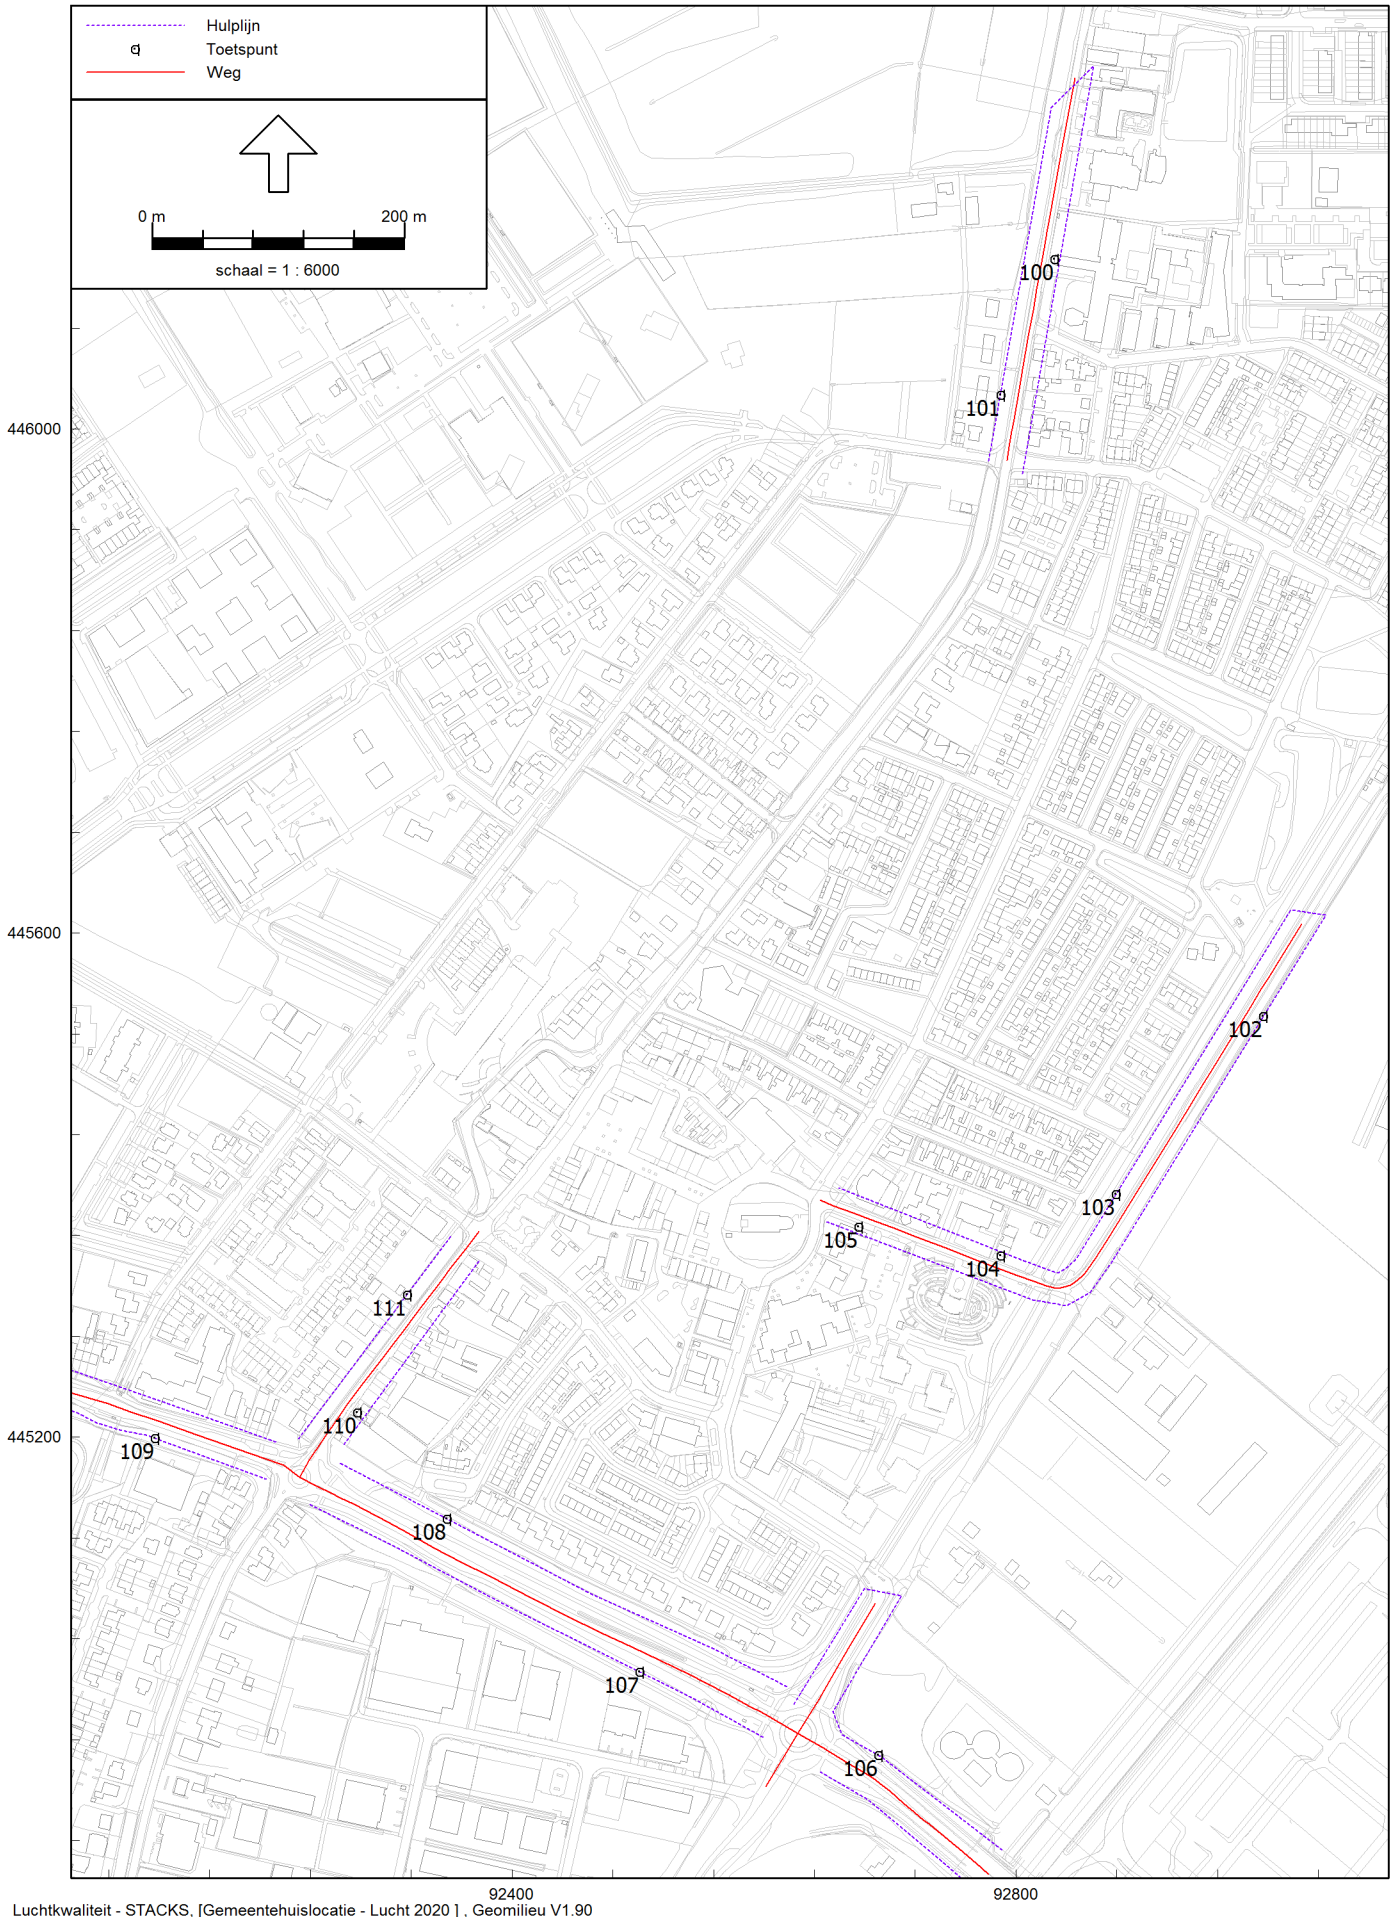 Hulplijn
Toetspunt
Weg
0 m 200 m
schaal = 1 : 6000
100
101
446000
445600
102
103
105
104
111
110
445200
109
108
107
106
92400 92800
Luchtkwaliteit - STACKS, [Gemeentehuislocatie - Lucht 2020 ] , Geomilieu V1.90